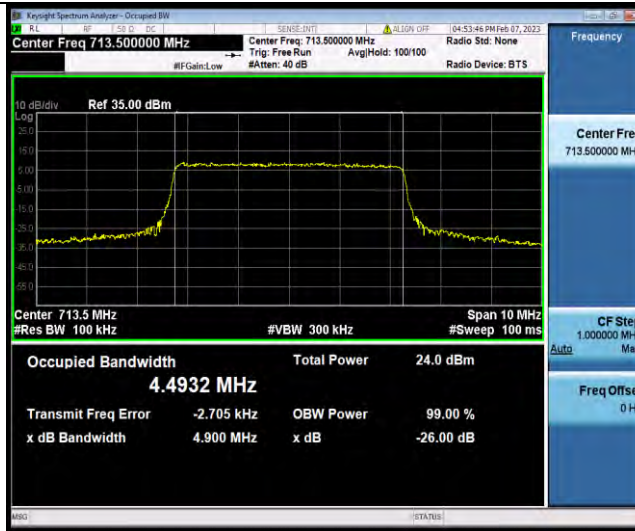 Keysight Spectrum Analyzer - Occupied BW
RL RF 50 Ω DC SENSE:INT ALIGN OFF 04:53:46 PM Feb 07, 2023
Center Freq 713.500000 MHz
Center Freq: 713.500000 MHz
Radio Std: None
Trig: Free Run Avg|Hold: 100/100
#IFGain:Low #Atten: 40 dB Radio Device: BTS
Frequency
10 dB/div Ref 35.00 dBm
Log
25.0
15.0
5.00
-5.00
-15.0
-25.0
-35.0
-45.0
-55.0
Center 713.5 MHz Span 10 MHz
#Res BW 100 kHz #VBW 300 kHz #Sweep 100 ms
Center Fre
713.500000 MH
CF Ste
1.000000 MH
Auto Ma
Freq Offse
0 H
Occupied Bandwidth Total Power 24.0 dBm
4.4932 MHz
Transmit Freq Error -2.705 kHz OBW Power 99.00 %
x dB Bandwidth 4.900 MHz x dB -26.00 dB
MSG STATUS